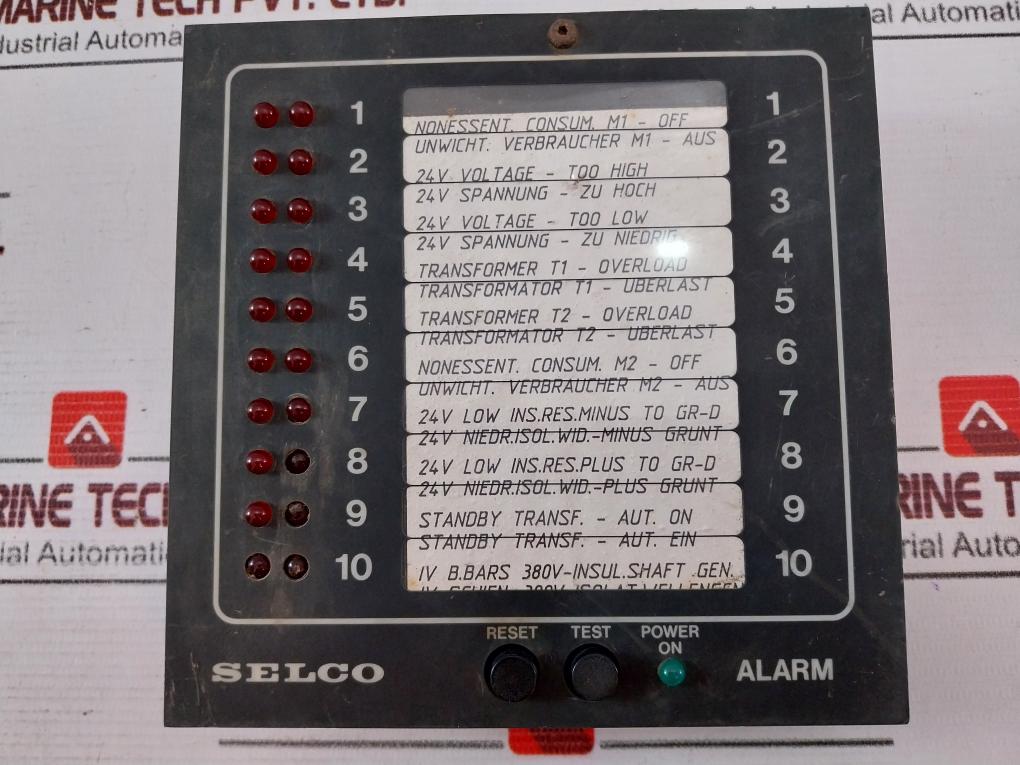 MARINE TECH PVT. LTD.
dustrial Automa
al Automati
1 NONESSENT. CONSUM. M1 - OFF 1
UNWICHT. VERBRAUCHER M1 - AUS
2 24V VOLTAGE - TOO HIGH 2
24V SPANNUNG - ZU HOCH
3 24V VOLTAGE - TOO LOW 3
24V SPANNUNG - ZU NIEDRIG
4 TRANSFORMER T1 - OVERLOAD 4
TRANSFORMATOR T1 - UBERLAST
5 TRANSFORMER T2 - OVERLOAD 5
TRANSFORMATOR T2 - UBERLAST
6 NONESSENT. CONSUM. M2 - OFF 6
UNWICHT. VERBRAUCHER M2 - AUS
7 24V LOW INS.RES.MINUS TO GR-D 7
24V NIEDR.ISOL.WID.-MINUS GRUNT
8 24V LOW INS.RES.PLUS TO GR-D 8
24V NIEDR.ISOL.WID.-PLUS GRUNT
9 STANDBY TRANSF. - AUT. ON 9
STANDBY TRANSF. - AUT. EIN
10 IV B.BARS 380V-INSUL.SHAFT GEN. 10
RESET TEST POWER ON
SELCO ALARM
ARINE TECH
ial Automati
ARINE TEC
rial Auto